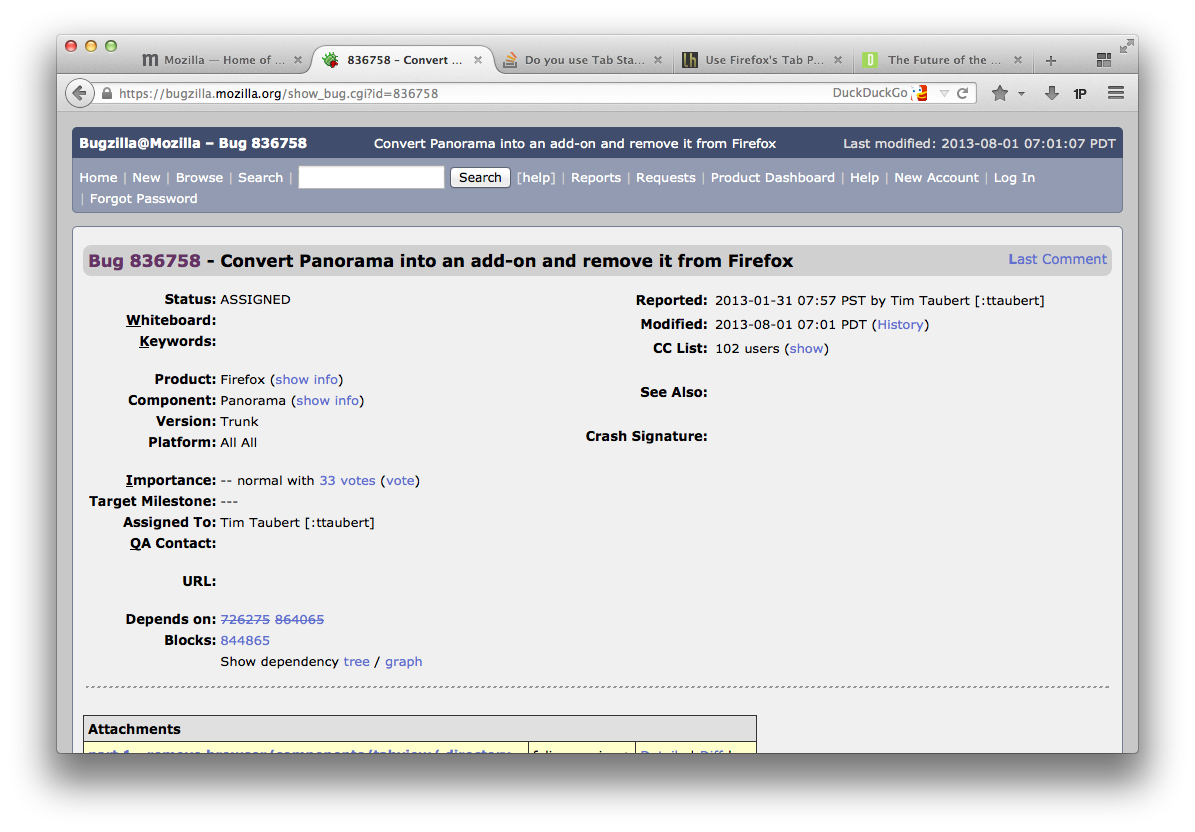 Mozilla — Home of ...
836758 – Convert ...
Do you use Tab Sta...
Use Firefox's Tab P...
The Future of the ...
https://bugzilla.mozilla.org/show_bug.cgi?id=836758
DuckDuckGo
1P
Bugzilla@Mozilla – Bug 836758
Convert Panorama into an add-on and remove it from Firefox
Last modified: 2013-08-01 07:01:07 PDT
Home | New | Browse | Search | Search [help] | Reports | Requests | Product Dashboard | Help | New Account | Log In
| Forgot Password
Bug 836758 - Convert Panorama into an add-on and remove it from Firefox
Last Comment
Status: ASSIGNED
Whiteboard:
Keywords:
Product: Firefox (show info)
Component: Panorama (show info)
Version: Trunk
Platform: All All
Importance: -- normal with 33 votes (vote)
Target Milestone: ---
Assigned To: Tim Taubert [:ttaubert]
QA Contact:
URL:
Depends on: 726275 864065
Blocks: 844865
Show dependency tree / graph
Reported: 2013-01-31 07:57 PST by Tim Taubert [:ttaubert]
Modified: 2013-08-01 07:01 PDT (History)
CC List: 102 users (show)
See Also:
Crash Signature:
Attachments
part 1 - remove browser/components/tabview/ directory